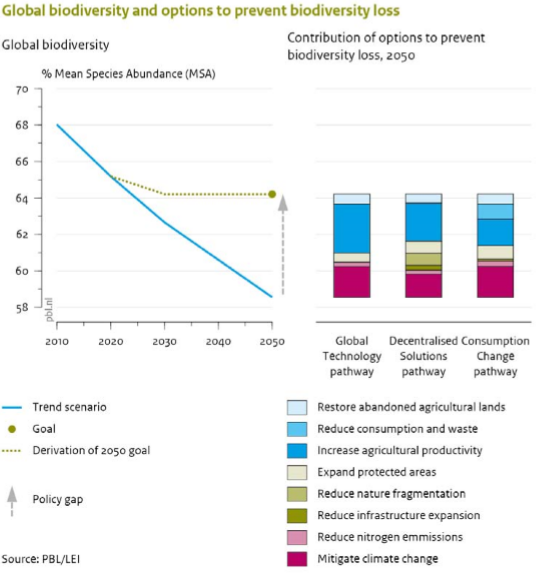 Global biodiversity and options to prevent biodiversity loss
Global biodiversity
% Mean Species Abundance (MSA)
70
68
66
64
62
60
58
pbl.nl
2010 2020 2030 2040 2050
Contribution of options to prevent
biodiversity loss, 2050
Global Decentralised Consumption
Technology Solutions Change
pathway pathway pathway
Trend scenario
Goal
Derivation of 2050 goal
Policy gap
Restore abandoned agricultural lands
Reduce consumption and waste
Increase agricultural productivity
Expand protected areas
Reduce nature fragmentation
Reduce infrastructure expansion
Reduce nitrogen emmissions
Mitigate climate change
Source: PBL/LEI